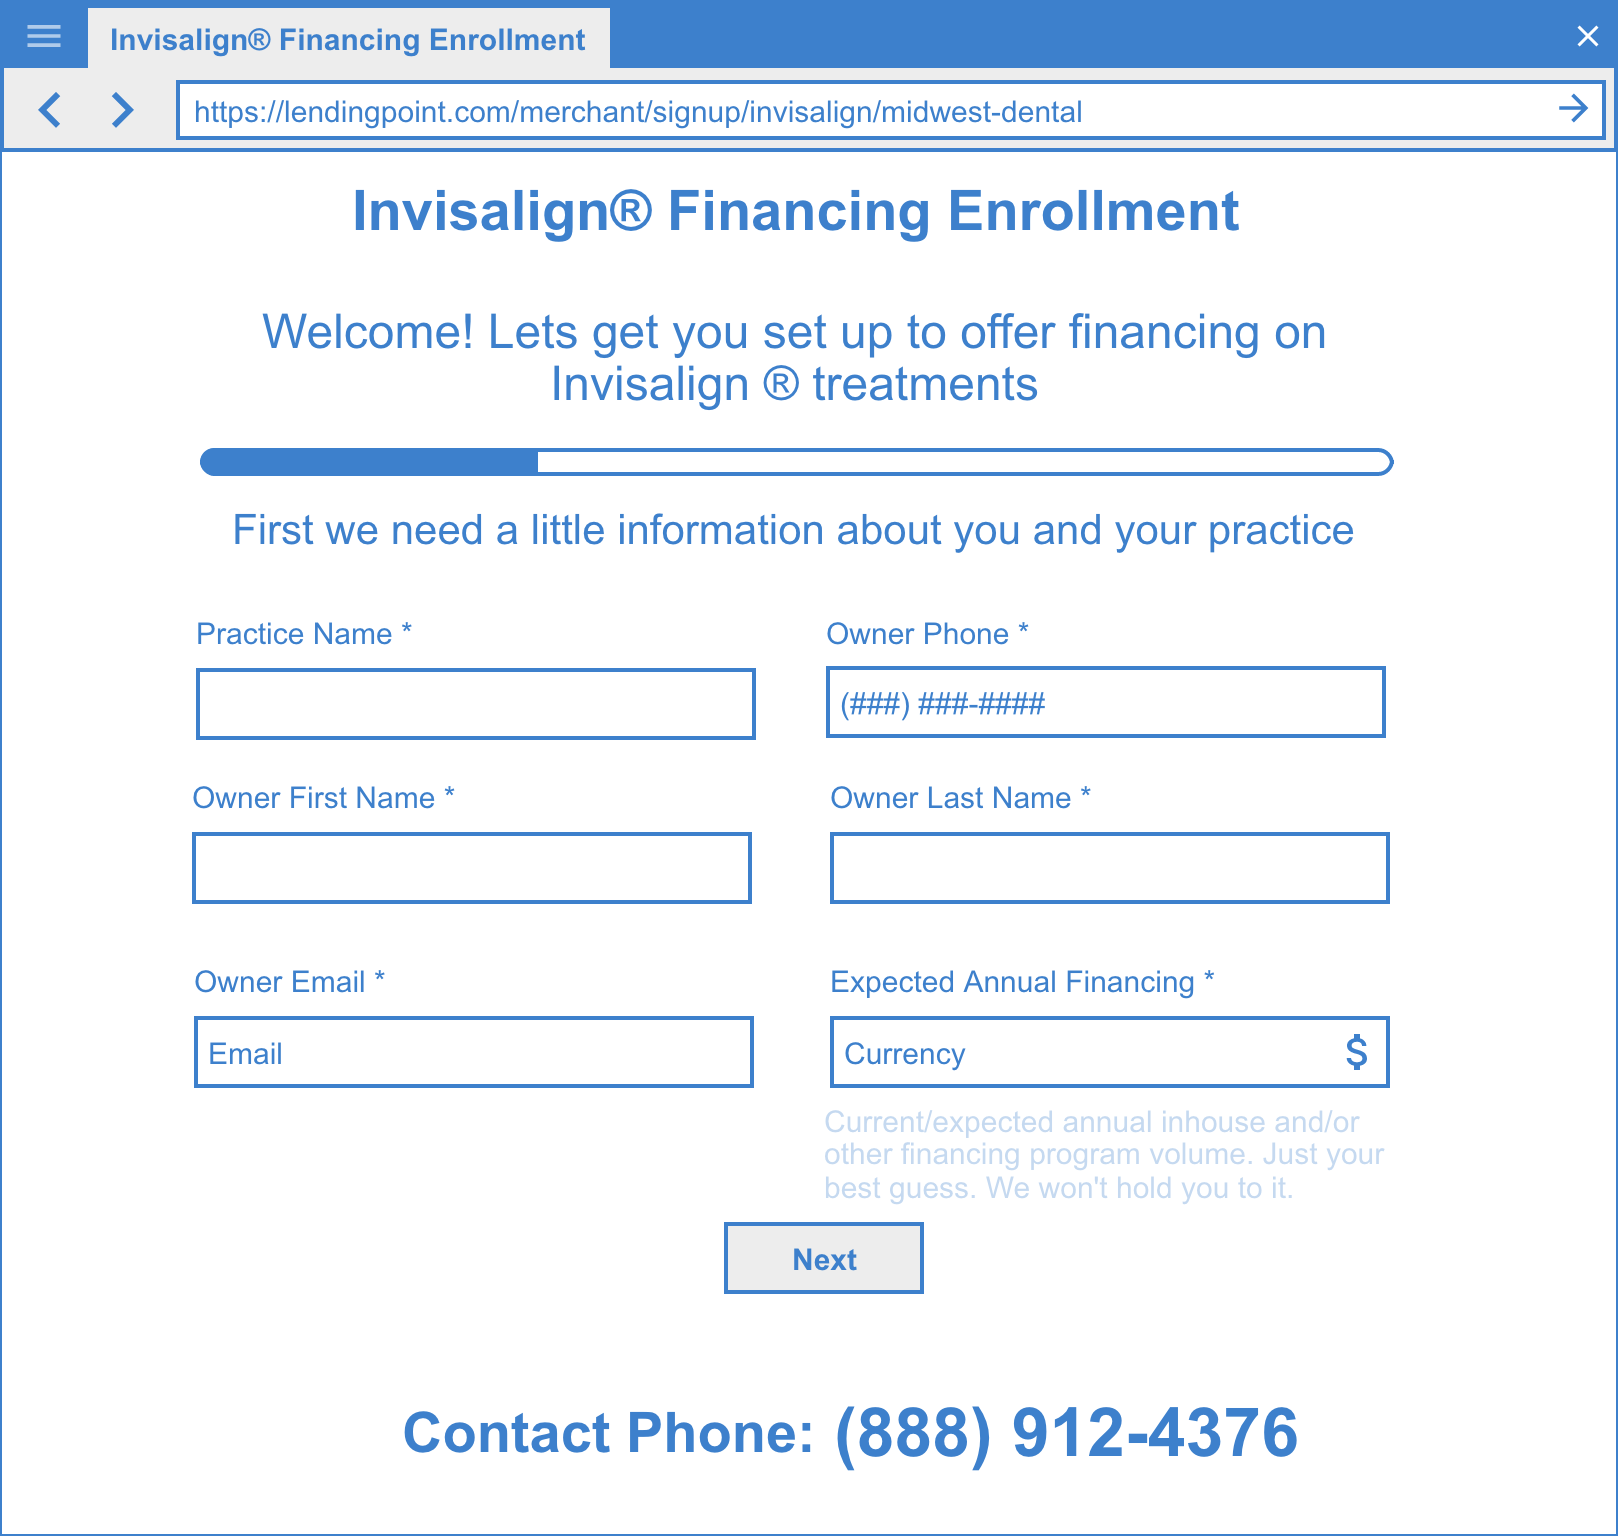 Invisalign® Financing Enrollment
https://lendingpoint.com/merchant/signup/invisalign/midwest-dental
Invisalign® Financing Enrollment
Welcome! Lets get you set up to offer financing on
Invisalign ® treatments
First we need a little information about you and your practice
Practice Name *
Owner Phone *
(###) ###-####
Owner First Name *
Owner Last Name *
Owner Email *
Expected Annual Financing *
Email
Currency $
Current/expected annual inhouse and/or
other financing program volume. Just your
best guess. We won't hold you to it.
Next
Contact Phone: (888) 912-4376